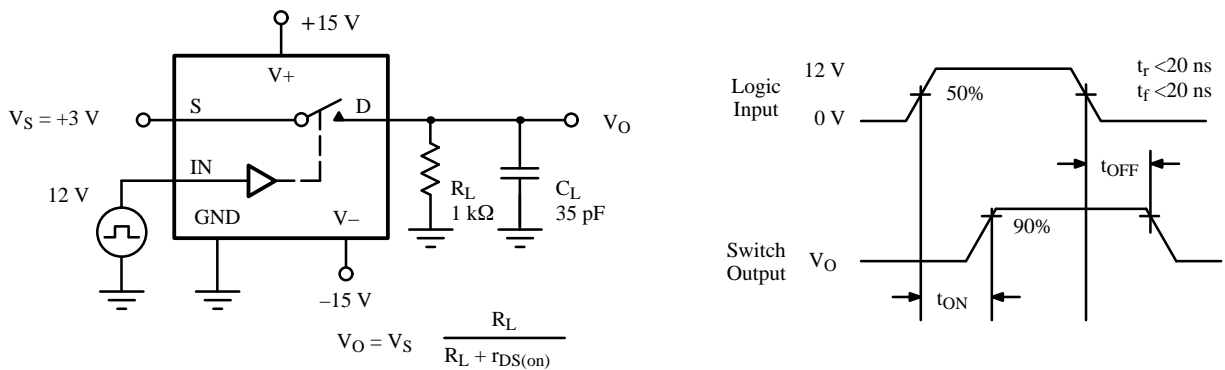 +15 V
V+
S
D
V_S = +3 V
V_O
IN
12 V
GND
V–
R_L
1 kΩ
C_L
35 pF
–15 V
V_O = V_S R_L / R_L + r_DS(on)
Logic
Input
12 V
0 V
50%
t_r <20 ns
t_f <20 ns
t_OFF
90%
Switch
Output
V_O
t_ON